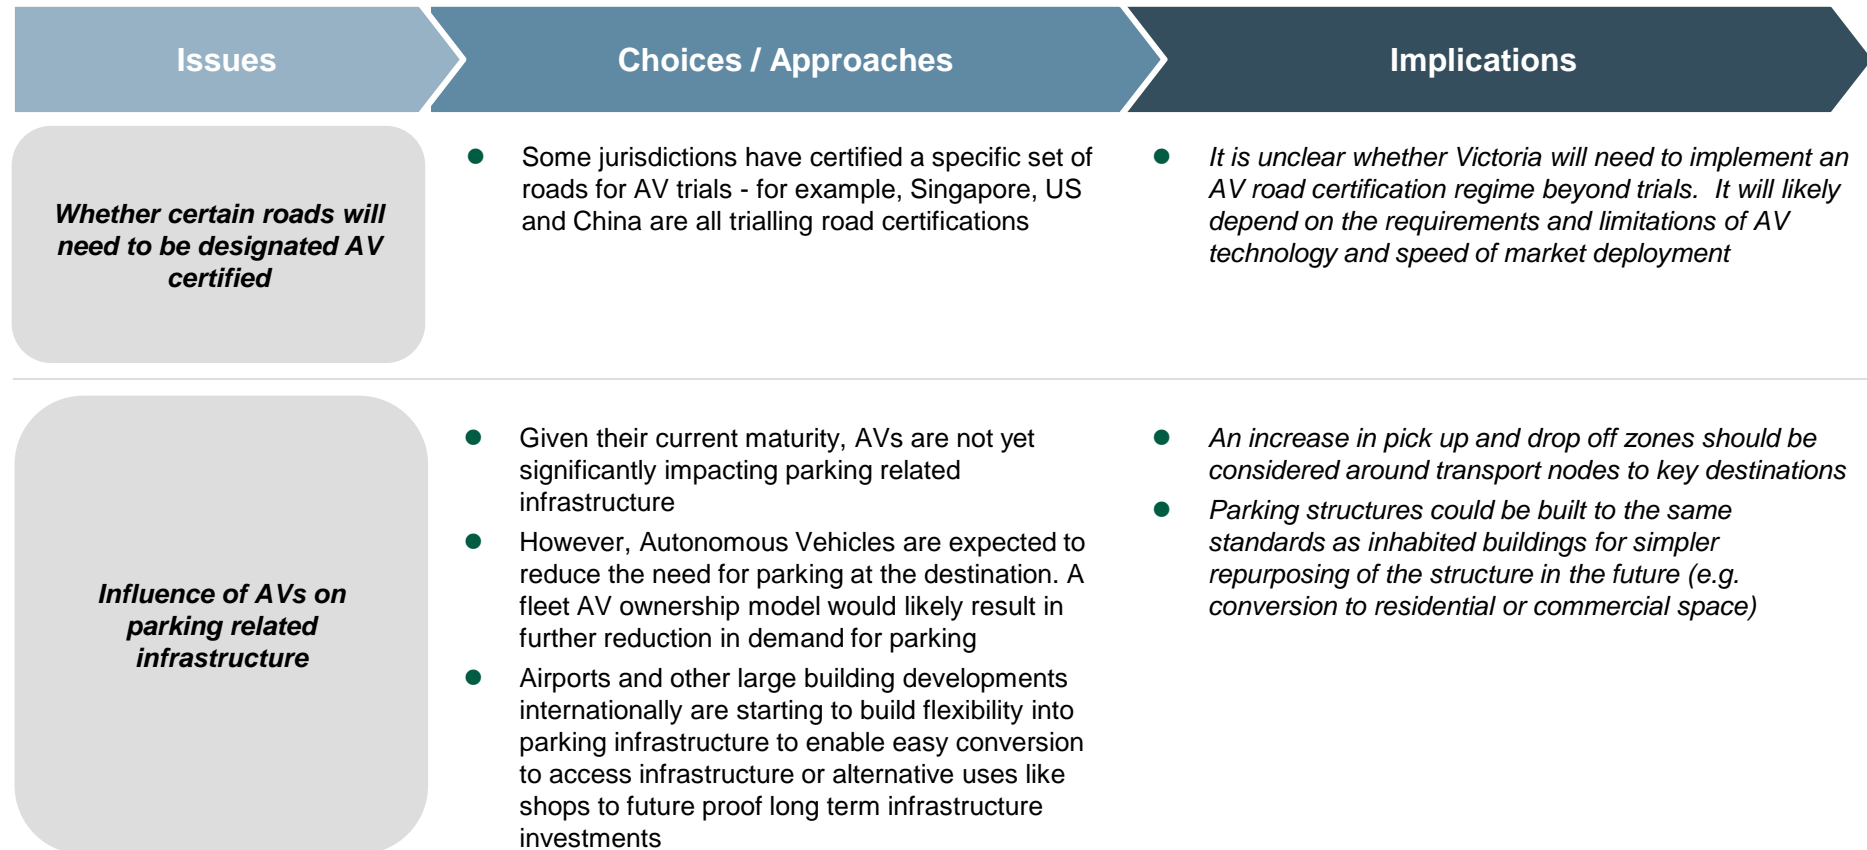 Issues
Choices / Approaches
Implications
Whether certain roads will
need to be designated AV
certified
● Some jurisdictions have certified a specific set of
roads for AV trials - for example, Singapore, US
and China are all trialling road certifications
● It is unclear whether Victoria will need to implement an
AV road certification regime beyond trials.  It will likely
depend on the requirements and limitations of AV
technology and speed of market deployment
Influence of AVs on
parking related
infrastructure
● Given their current maturity, AVs are not yet
significantly impacting parking related
infrastructure
● However, Autonomous Vehicles are expected to
reduce the need for parking at the destination. A
fleet AV ownership model would likely result in
further reduction in demand for parking
● Airports and other large building developments
internationally are starting to build flexibility into
parking infrastructure to enable easy conversion
to access infrastructure or alternative uses like
shops to future proof long term infrastructure
investments
● An increase in pick up and drop off zones should be
considered around transport nodes to key destinations
● Parking structures could be built to the same
standards as inhabited buildings for simpler
repurposing of the structure in the future (e.g.
conversion to residential or commercial space)